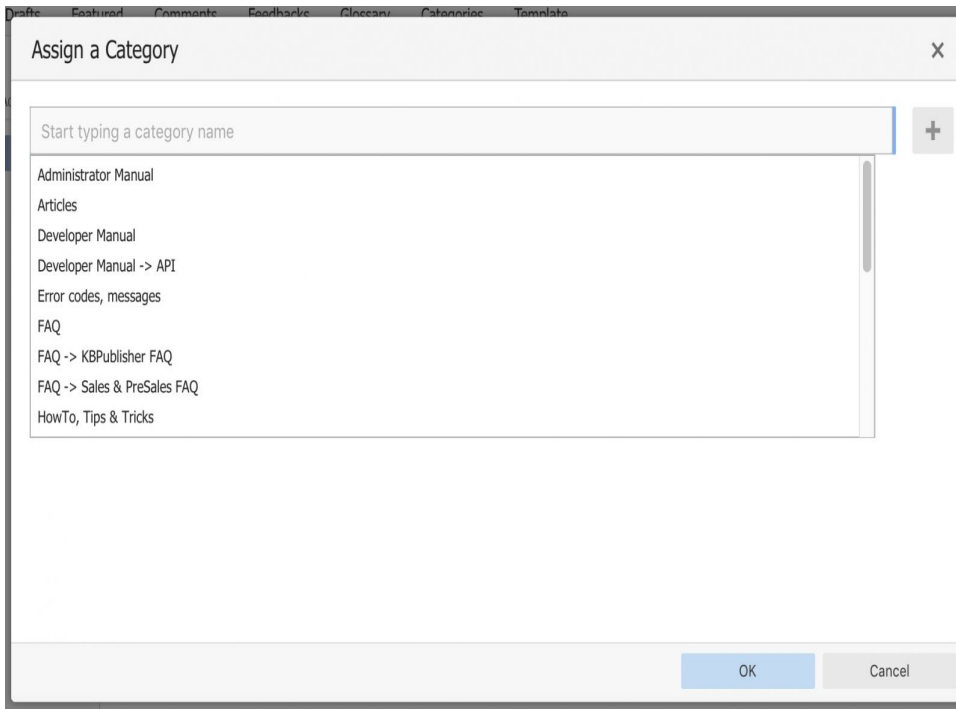 Drafts Featured Comments Feedbacks Glossary Categories Template
Assign a Category X
Start typing a category name +
Administrator Manual
Articles
Developer Manual
Developer Manual -> API
Error codes, messages
FAQ
FAQ -> KBPublisher FAQ
FAQ -> Sales & PreSales FAQ
HowTo, Tips & Tricks
OK Cancel